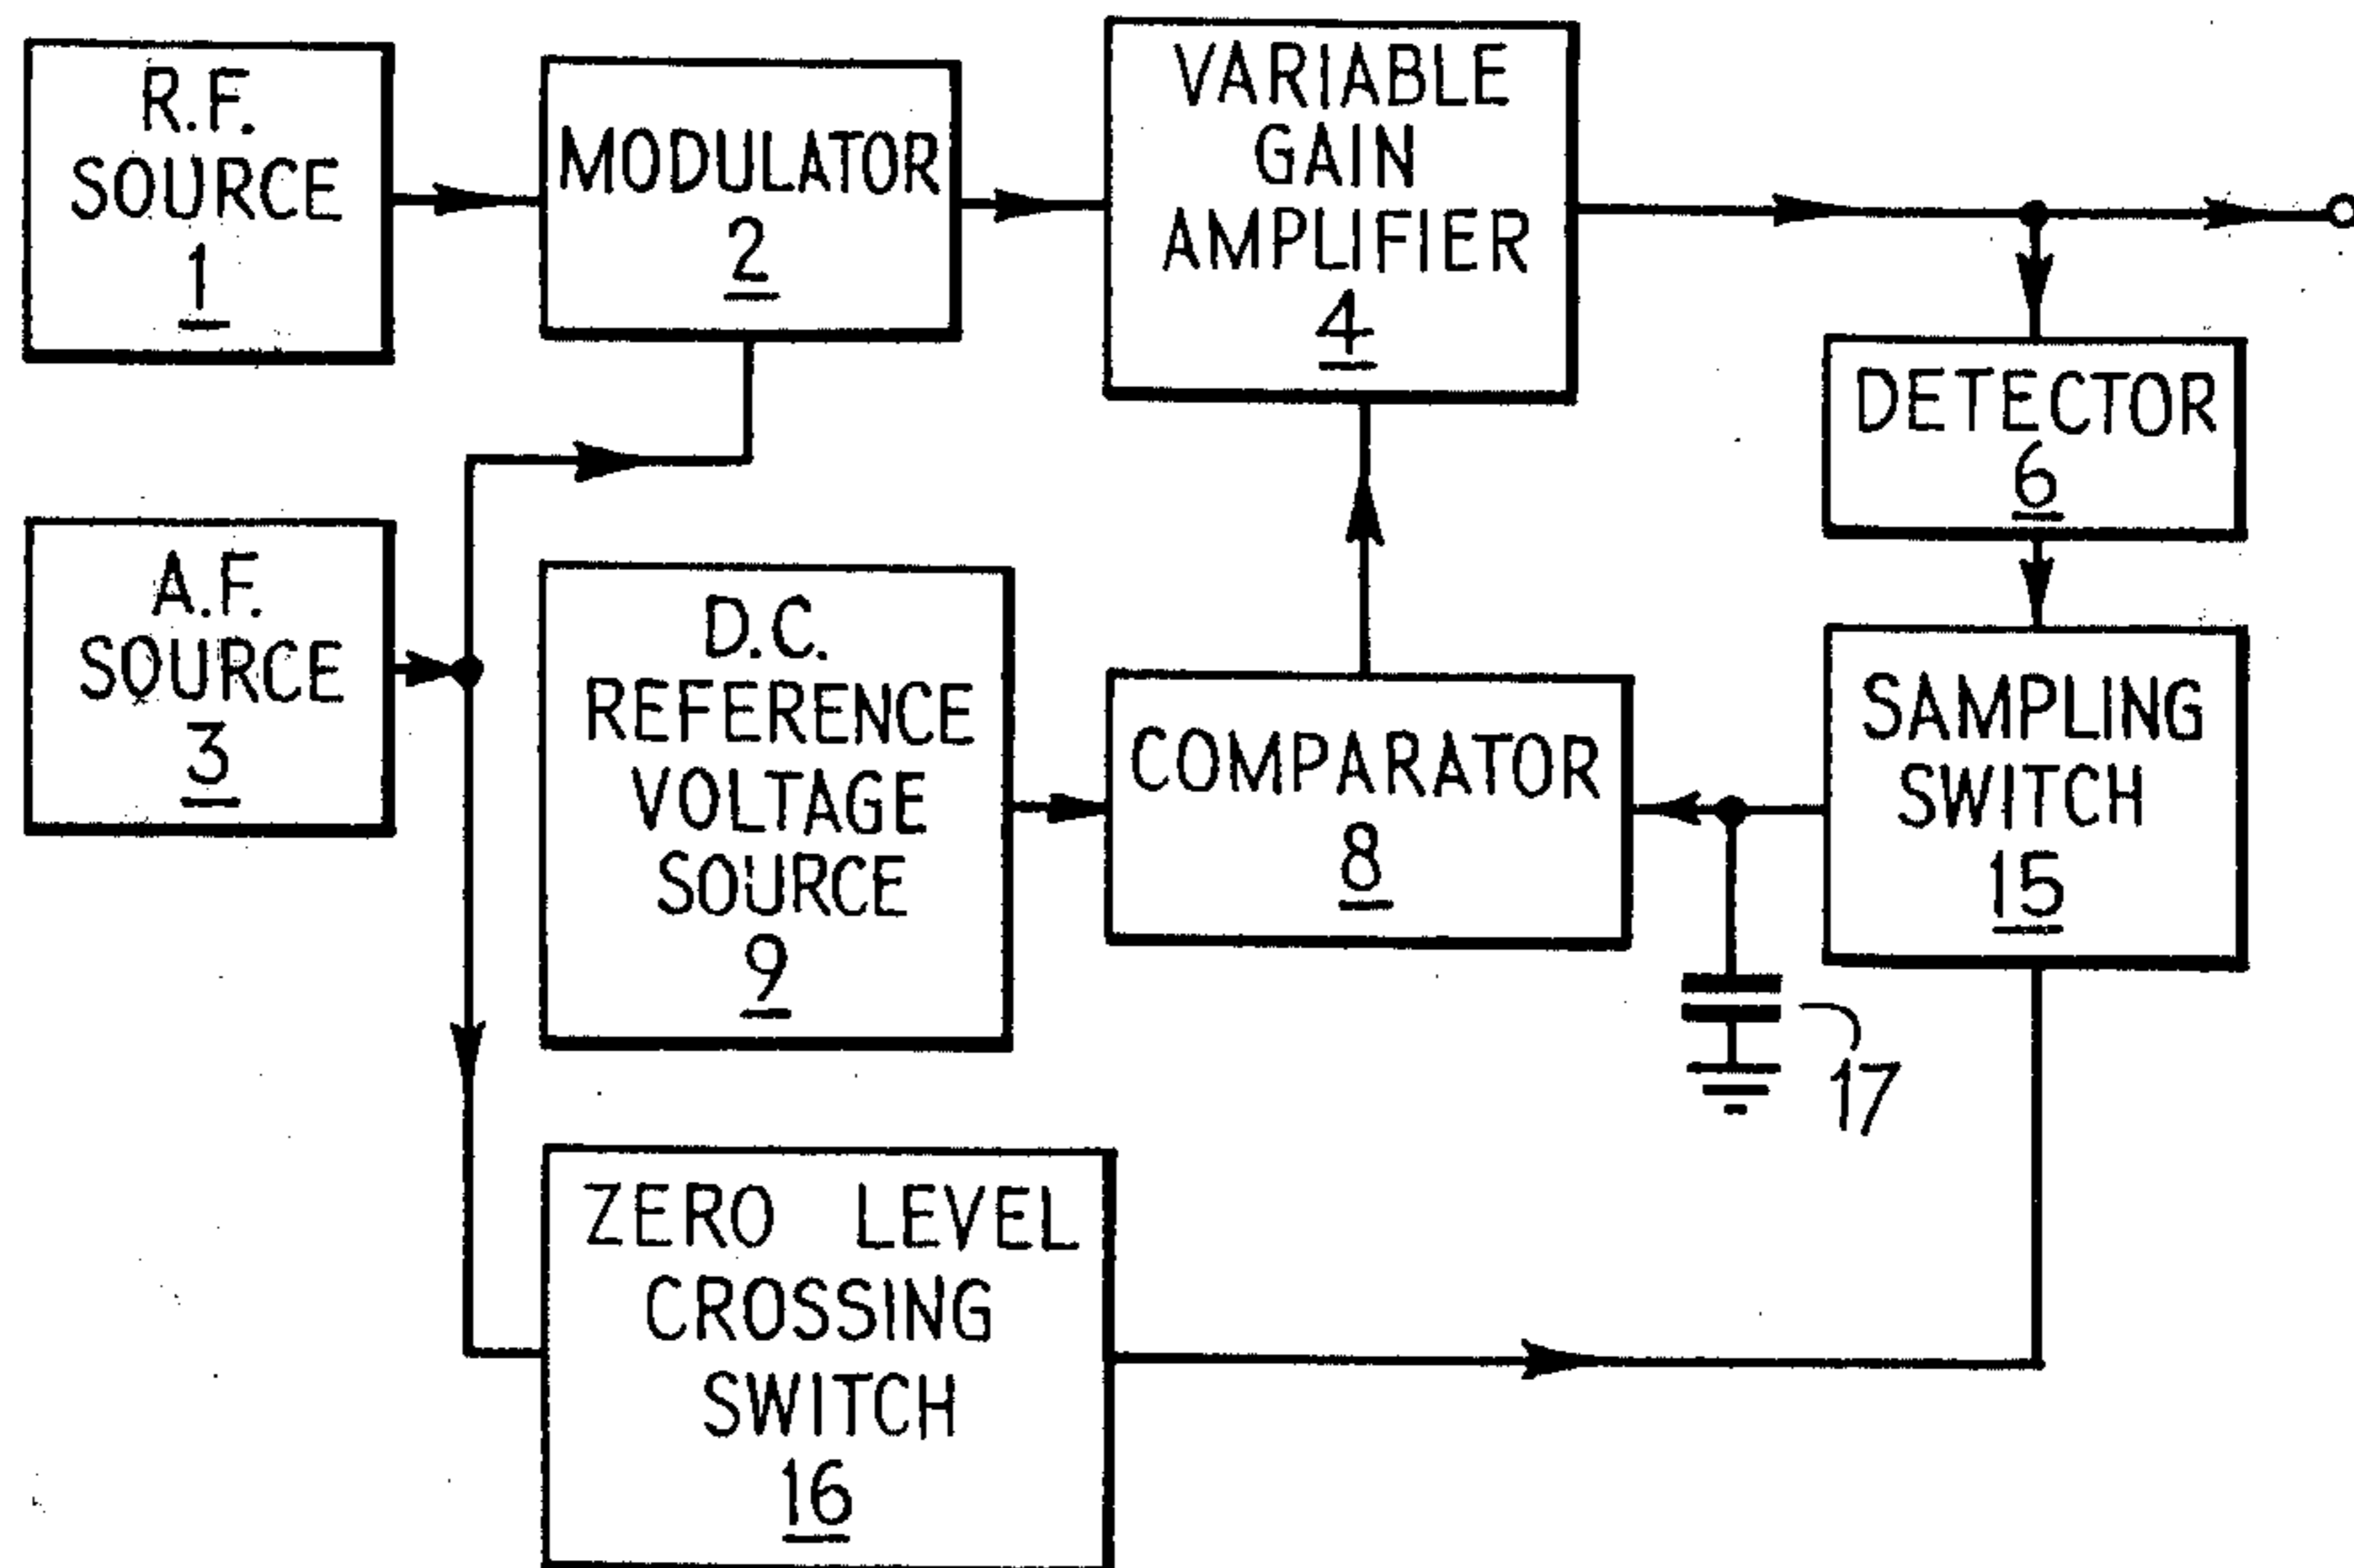 R.F.
SOURCE
1
MODULATOR
2
VARIABLE
GAIN
AMPLIFIER
4
DETECTOR
6
A.F.
SOURCE
3
D.C.
REFERENCE
VOLTAGE
SOURCE
9
COMPARATOR
8
SAMPLING
SWITCH
15
17
ZERO LEVEL
CROSSING
SWITCH
16